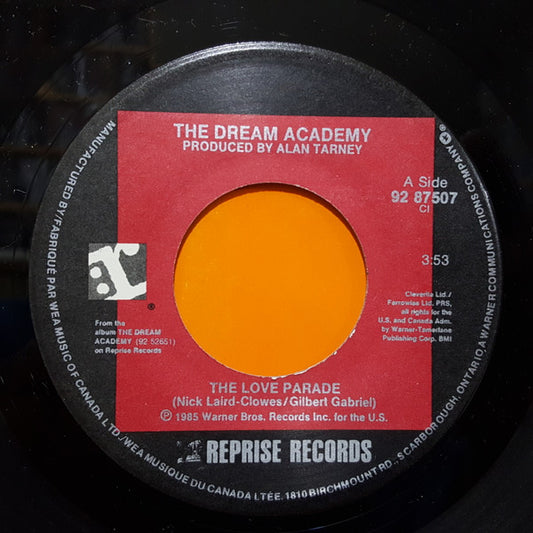 THE DREAM ACADEMY
PRODUCED BY ALAN TARNEY
A Side
92 87507
CI
3:53
:r
®
Clevertis Ltd./
Farrowise Ltd. PRS,
all rights for the
U.S. and Canada Adm.
by Warner-Tamerlane
Publishing Corp. BMI
From the
album THE DREAM
ACADEMY (92 52651)
on Reprise Records
THE LOVE PARADE
(Nick Laird-Clowes/Gilbert Gabriel)
℗ 1985 Warner Bros. Records Inc. for the U.S.
REPRISE RECORDS
MANUFACTURED BY/FABRIQUÉ PAR WEA MUSIC OF CANADA LTD./WEA MUSIQUE DU CANADA LTÉE. 1810 BIRCHMOUNT RD., SCARBOROUGH, ONTARIO, A WARNER COMMUNICATIONS COMPANY